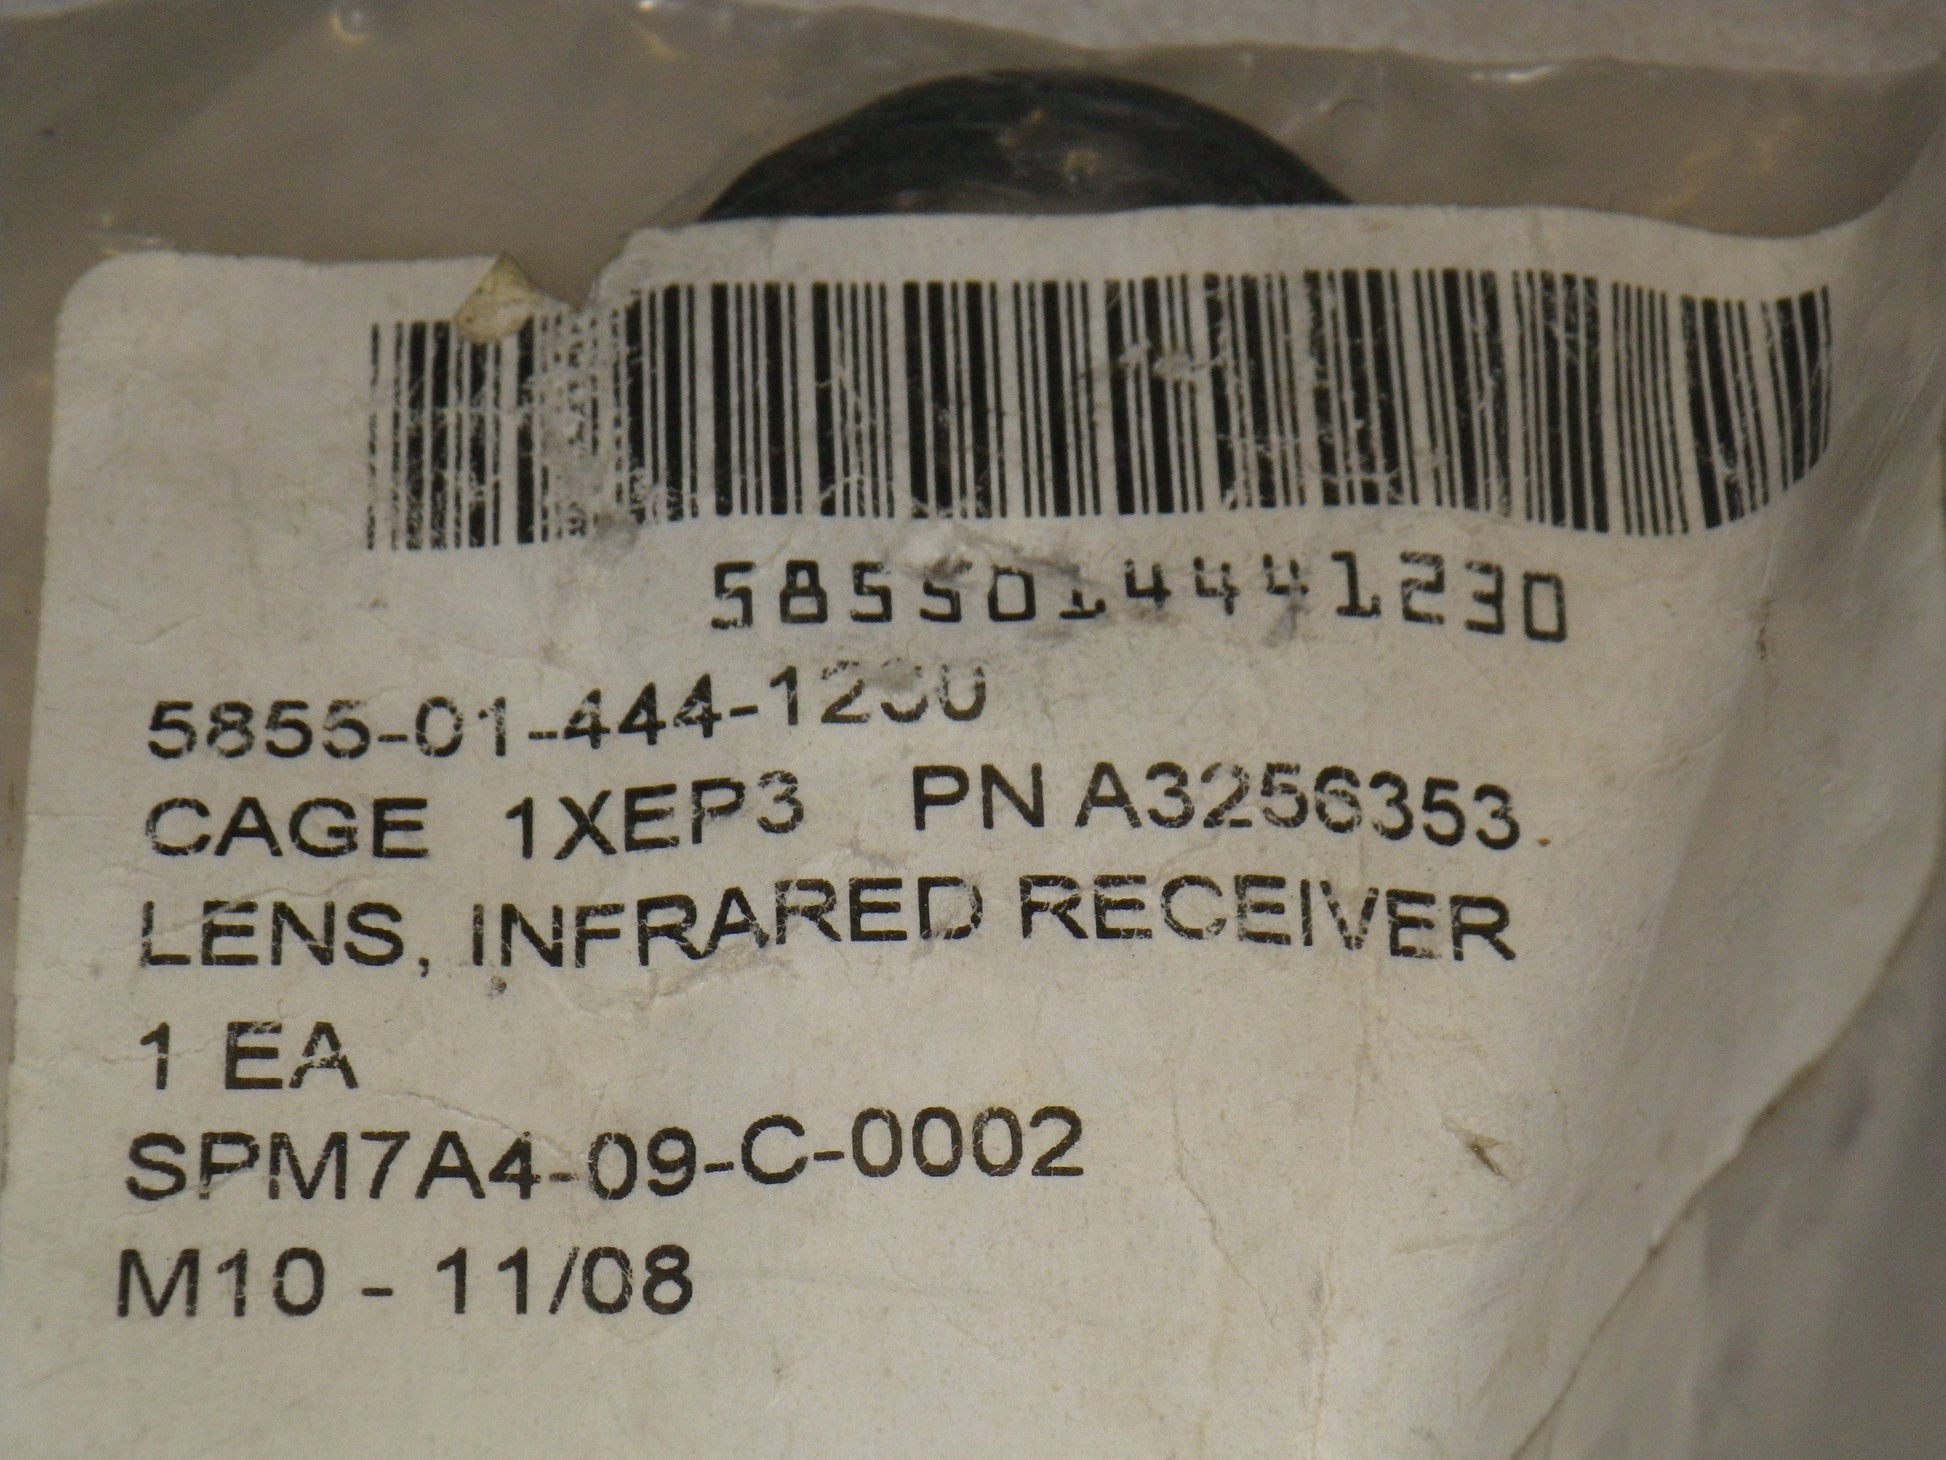 5855014441230
5855-01-444-1230
CAGE 1XEP3 PN A3256353
LENS, INFRARED RECEIVER
1 EA
SPM7A4-09-C-0002
M10 - 11/08